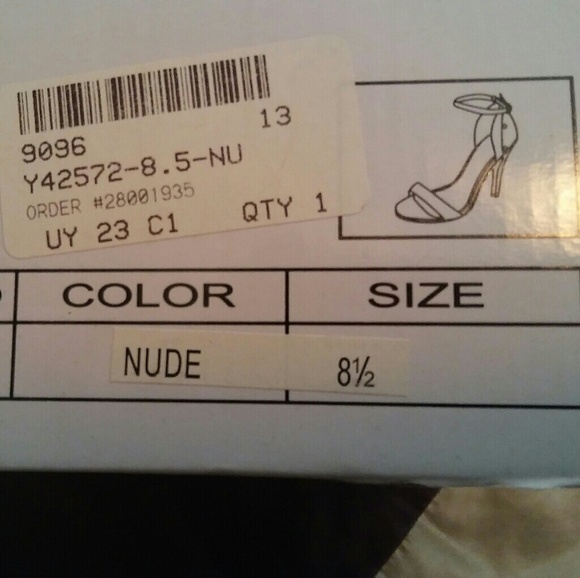 13
9096
Y42572-8.5-NU
ORDER #28001935
UY 23 C1 QTY 1
COLOR SIZE
NUDE 8½